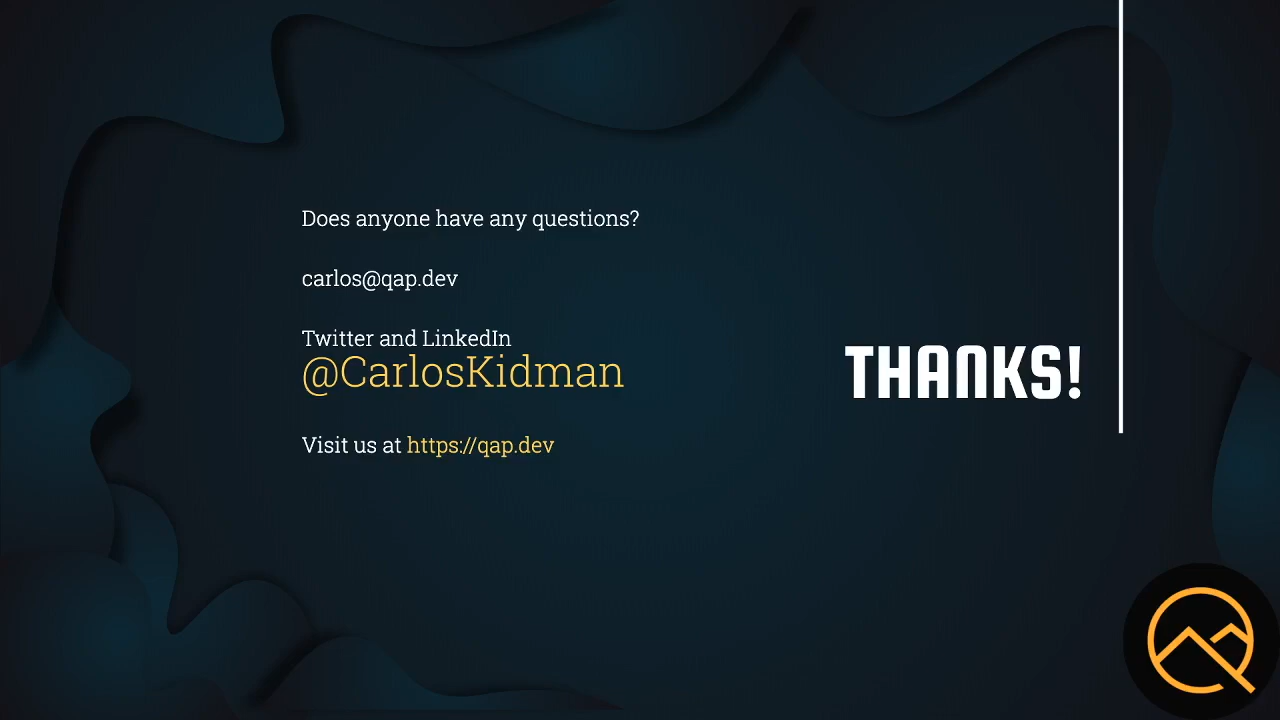 Does anyone have any questions?
carlos@qap.dev
Twitter and LinkedIn
@CarlosKidman
Visit us at https://qap.dev
THANKS!